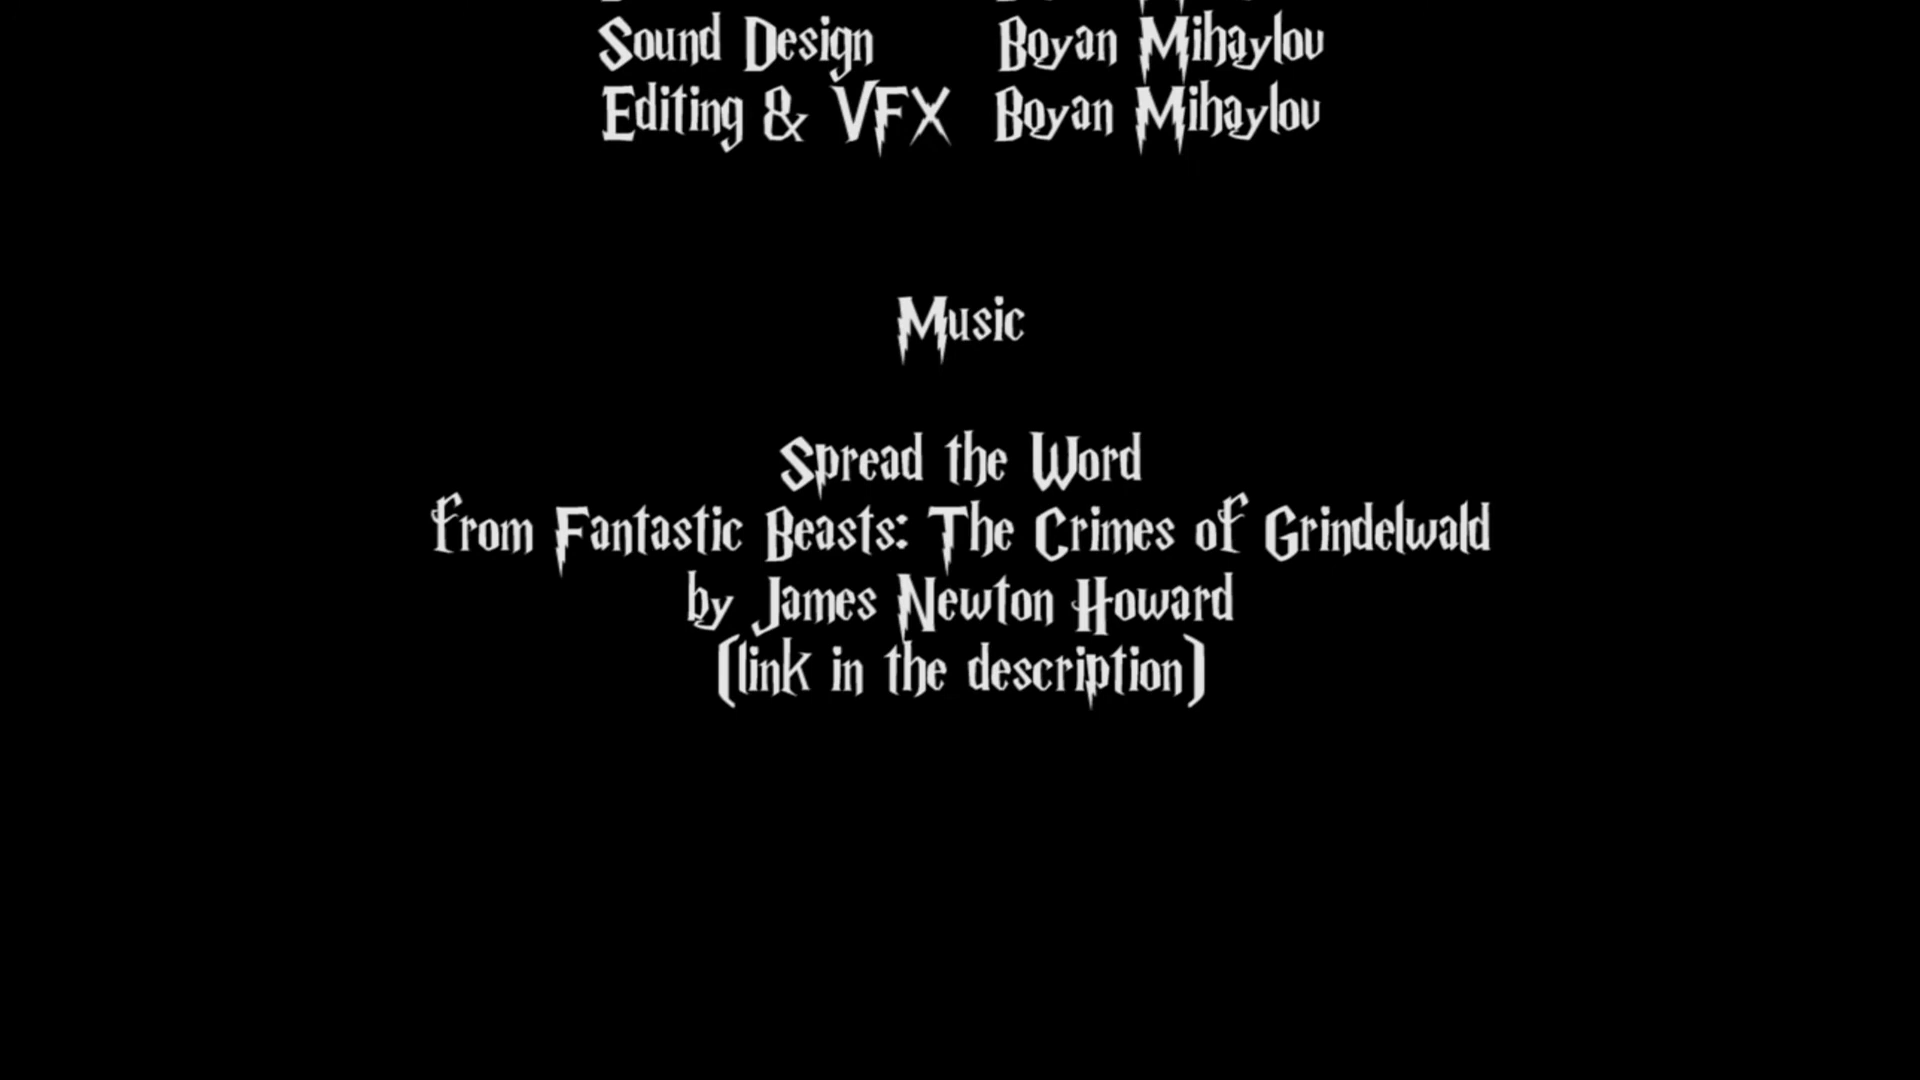 Sound Design Boyan Mihaylov
Editing & VFX Boyan Mihaylov
Music
Spread the Word
from Fantastic Beasts: The Crimes of Grindelwald
by James Newton Howard
(link in the description)